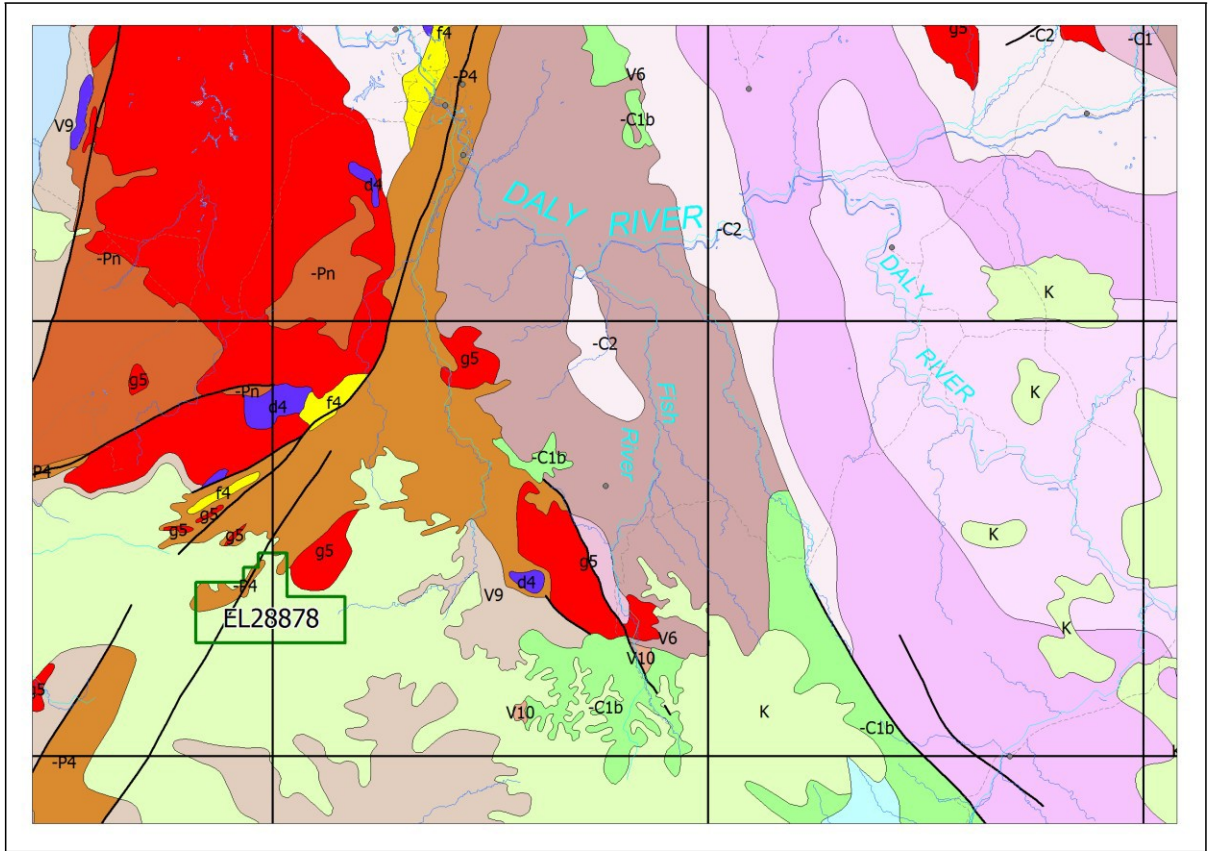 f4
g5
-C2
-C1
-P4
V6
V9
-C1b
d4
DALY RIVER
-C2
-Pn
-Pn
DALY
K
-C2
g5
RIVER
g5
-Pn
d4
f4
K
Fish
-C1b
River
-P4
f4
g5
g5
g5
g5
K
g5
-P4
d4
V9
EL28878
K
V6
V10
g5
V10
-C1b
K
-C1b
-P4
K